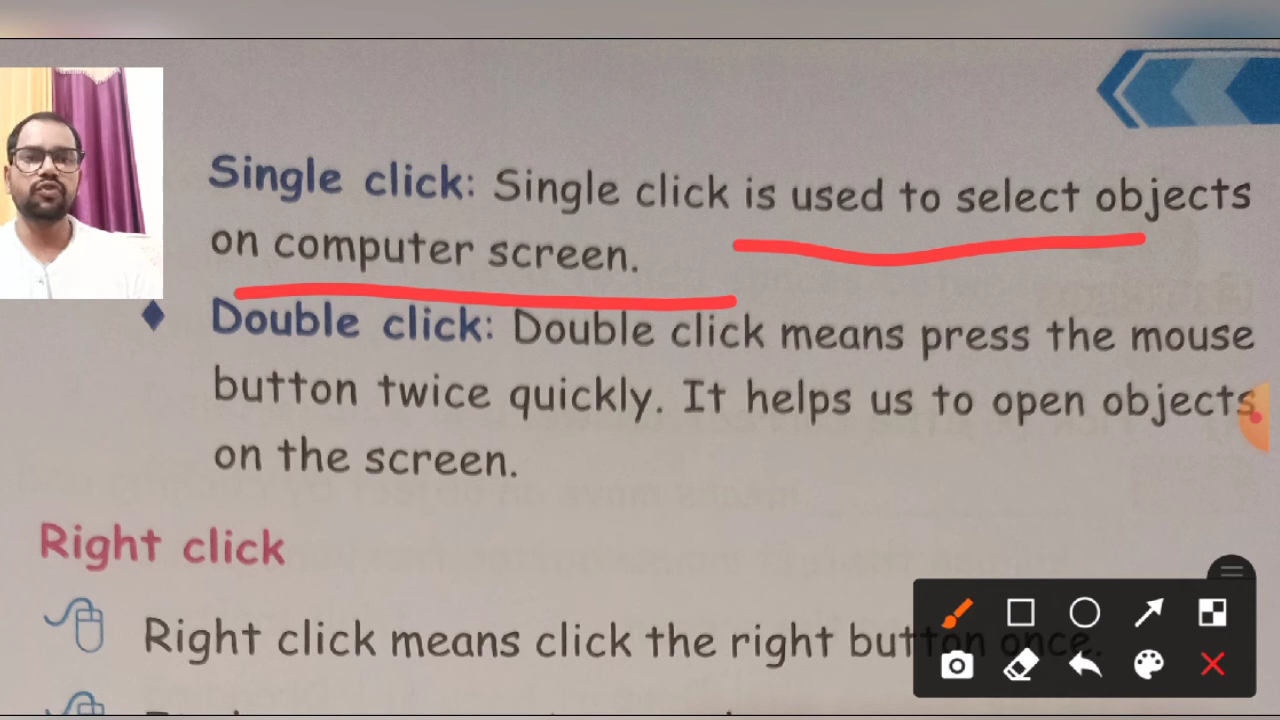 Single click: Single click is used to select objects
on computer screen.
Double click: Double click means press the mouse
button twice quickly. It helps us to open objects
on the screen.
Right click
Right click means click the right button once.